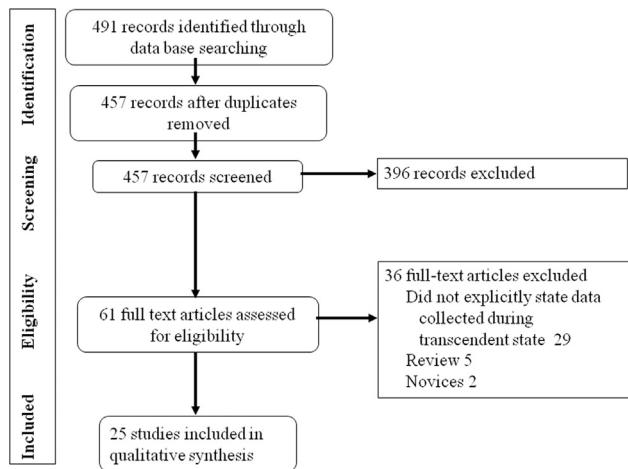 Identification
491 records identified through
data base searching
457 records after duplicates
removed
Screening
457 records screened
396 records excluded
Eligibility
61 full text articles assessed
for eligibility
36 full-text articles excluded
Did not explicitly state data
collected during
transcendent state 29
Review 5
Novices 2
Included
25 studies included in
qualitative synthesis